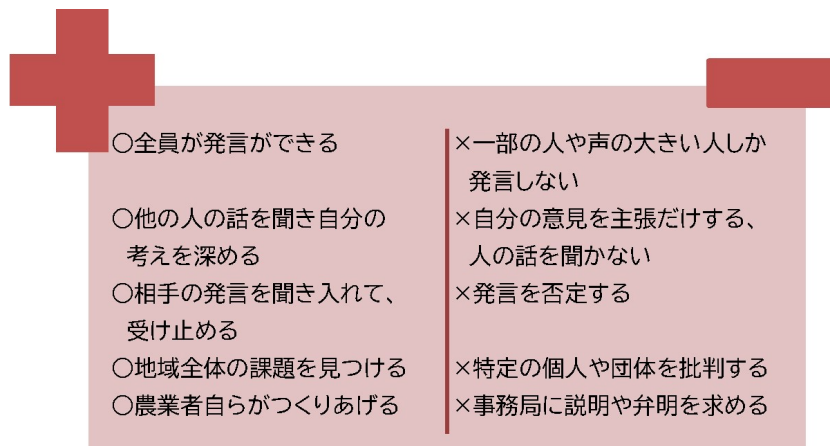 ○全員が発言ができる
○他の人の話を聞き自分の
考えを深める
○相手の発言を聞き入れて、
受け止める
○地域全体の課題を見つける
○農業者自らがつくりあげる
×一部の人や声の大きい人しか
発言しない
×自分の意見を主張だけする、
人の話を聞かない
×発言を否定する
×特定の個人や団体を批判する
×事務局に説明や弁明を求める